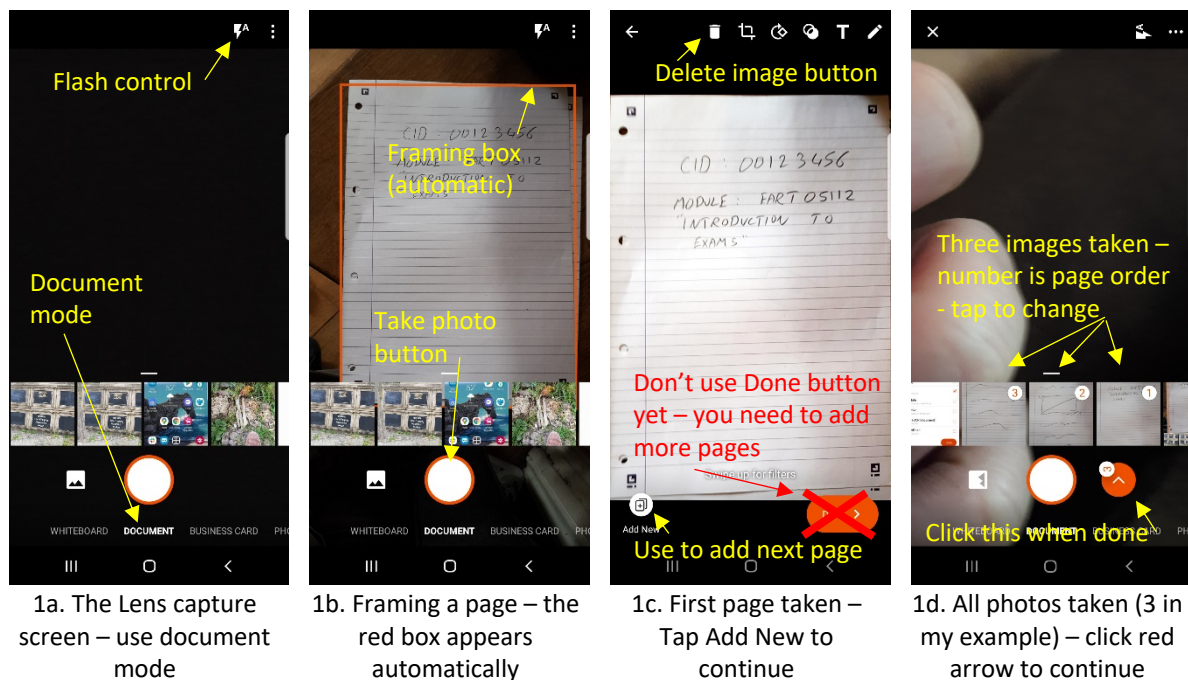 Flash control
Document
mode
WHITEBOARD DOCUMENT BUSINESS CARD
1a. The Lens capture
screen – use document
mode
CID : 00123456
Framing box
(automatic)
"INTRODUCTION TO
EXAMS"
Take photo
button
WHITEBOARD DOCUMENT BUSINESS CARD
1b. Framing a page – the
red box appears
automatically
Delete image button
CID : 00123456
MODULE : FART 05112
"INTRODUCTION TO
EXAMS"
Don't use Done button
yet – you need to add
more pages
Swipe up for filters
Add New
Use to add next page
1c. First page taken –
Tap Add New to
continue
Three images taken –
number is page order
- tap to change
3
2
1
3
Click this when done
DOCUMENT
1d. All photos taken (3 in
my example) – click red
arrow to continue